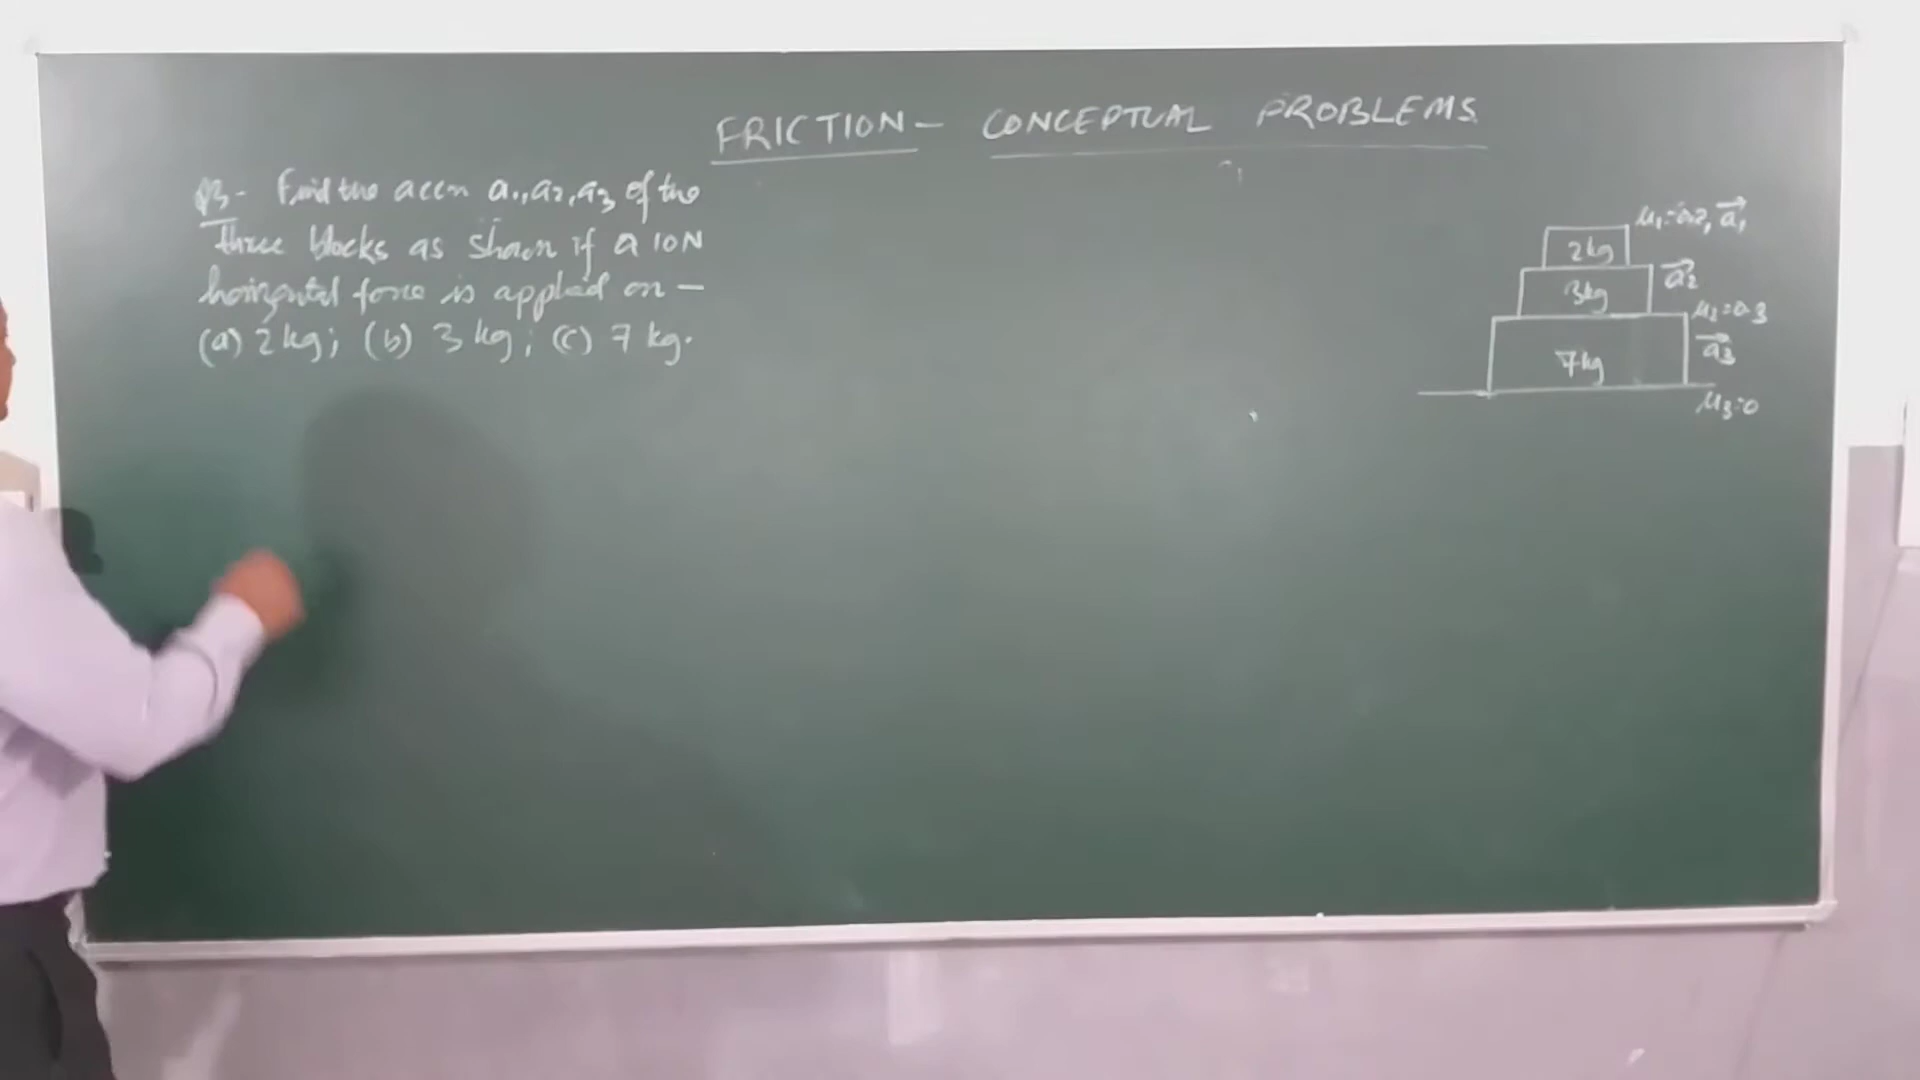 FRICTION - CONCEPTUAL PROBLEMS
Q3- Find the accn a1, a2, a3 of the
three blocks as shown if a 10N
horizontal force is applied on -
(a) 2 kg; (b) 3 kg; (c) 7 kg.
μ1=0.2, a1
2kg
a2
3kg
μ2=0.3
a3
7kg
μ3=0